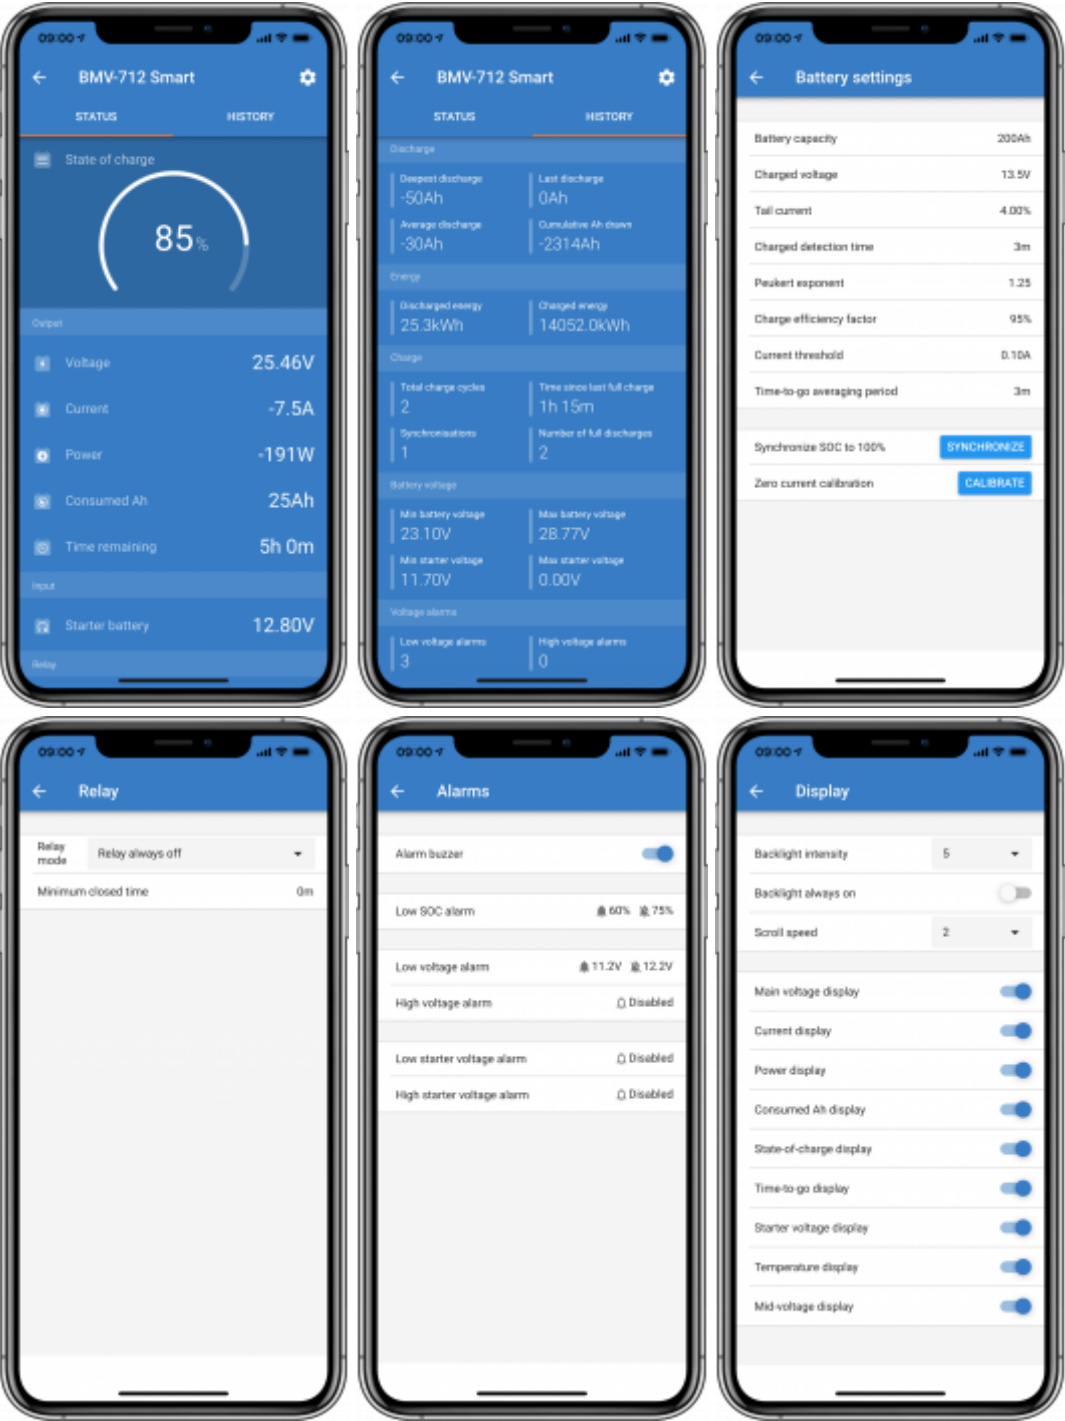 09:00
BMV-712 Smart
STATUS HISTORY
State of charge
85%
Output
Voltage 25.46V
Current -7.5A
Power -191W
Consumed Ah 25Ah
Time remaining 5h 0m
Input
Starter battery 12.80V
Relay
09:00
BMV-712 Smart
STATUS HISTORY
Discharge
Deepest discharge Last discharge
-50Ah 0Ah
Average discharge Cumulative Ah drawn
-30Ah -2314Ah
Energy
Discharged energy Charged energy
25.3kWh 14052.0kWh
Charge
Total charge cycles Time since last full charge
2 1h 15m
Synchronisations Number of full discharges
1 2
Battery voltage
Min battery voltage Max battery voltage
23.10V 28.77V
Min starter voltage Max starter voltage
11.70V 0.00V
Voltage alarms
Low voltage alarms High voltage alarms
3 0
09:00
Battery settings
Battery capacity 200Ah
Charged voltage 13.5V
Tail current 4.00%
Charged detection time 3m
Peukert exponent 1.25
Charge efficiency factor 95%
Current threshold 0.10A
Time-to-go averaging period 3m
Synchronize SOC to 100% SYNCHRONIZE
Zero current calibration CALIBRATE
09:00
Relay
Relay mode Relay always off
Minimum closed time 0m
09:00
Alarms
Alarm buzzer
Low SOC alarm 60% 75%
Low voltage alarm 11.2V 12.2V
High voltage alarm Disabled
Low starter voltage alarm Disabled
High starter voltage alarm Disabled
09:00
Display
Backlight intensity 5
Backlight always on
Scroll speed 2
Main voltage display
Current display
Power display
Consumed Ah display
State-of-charge display
Time-to-go display
Starter voltage display
Temperature display
Mid-voltage display